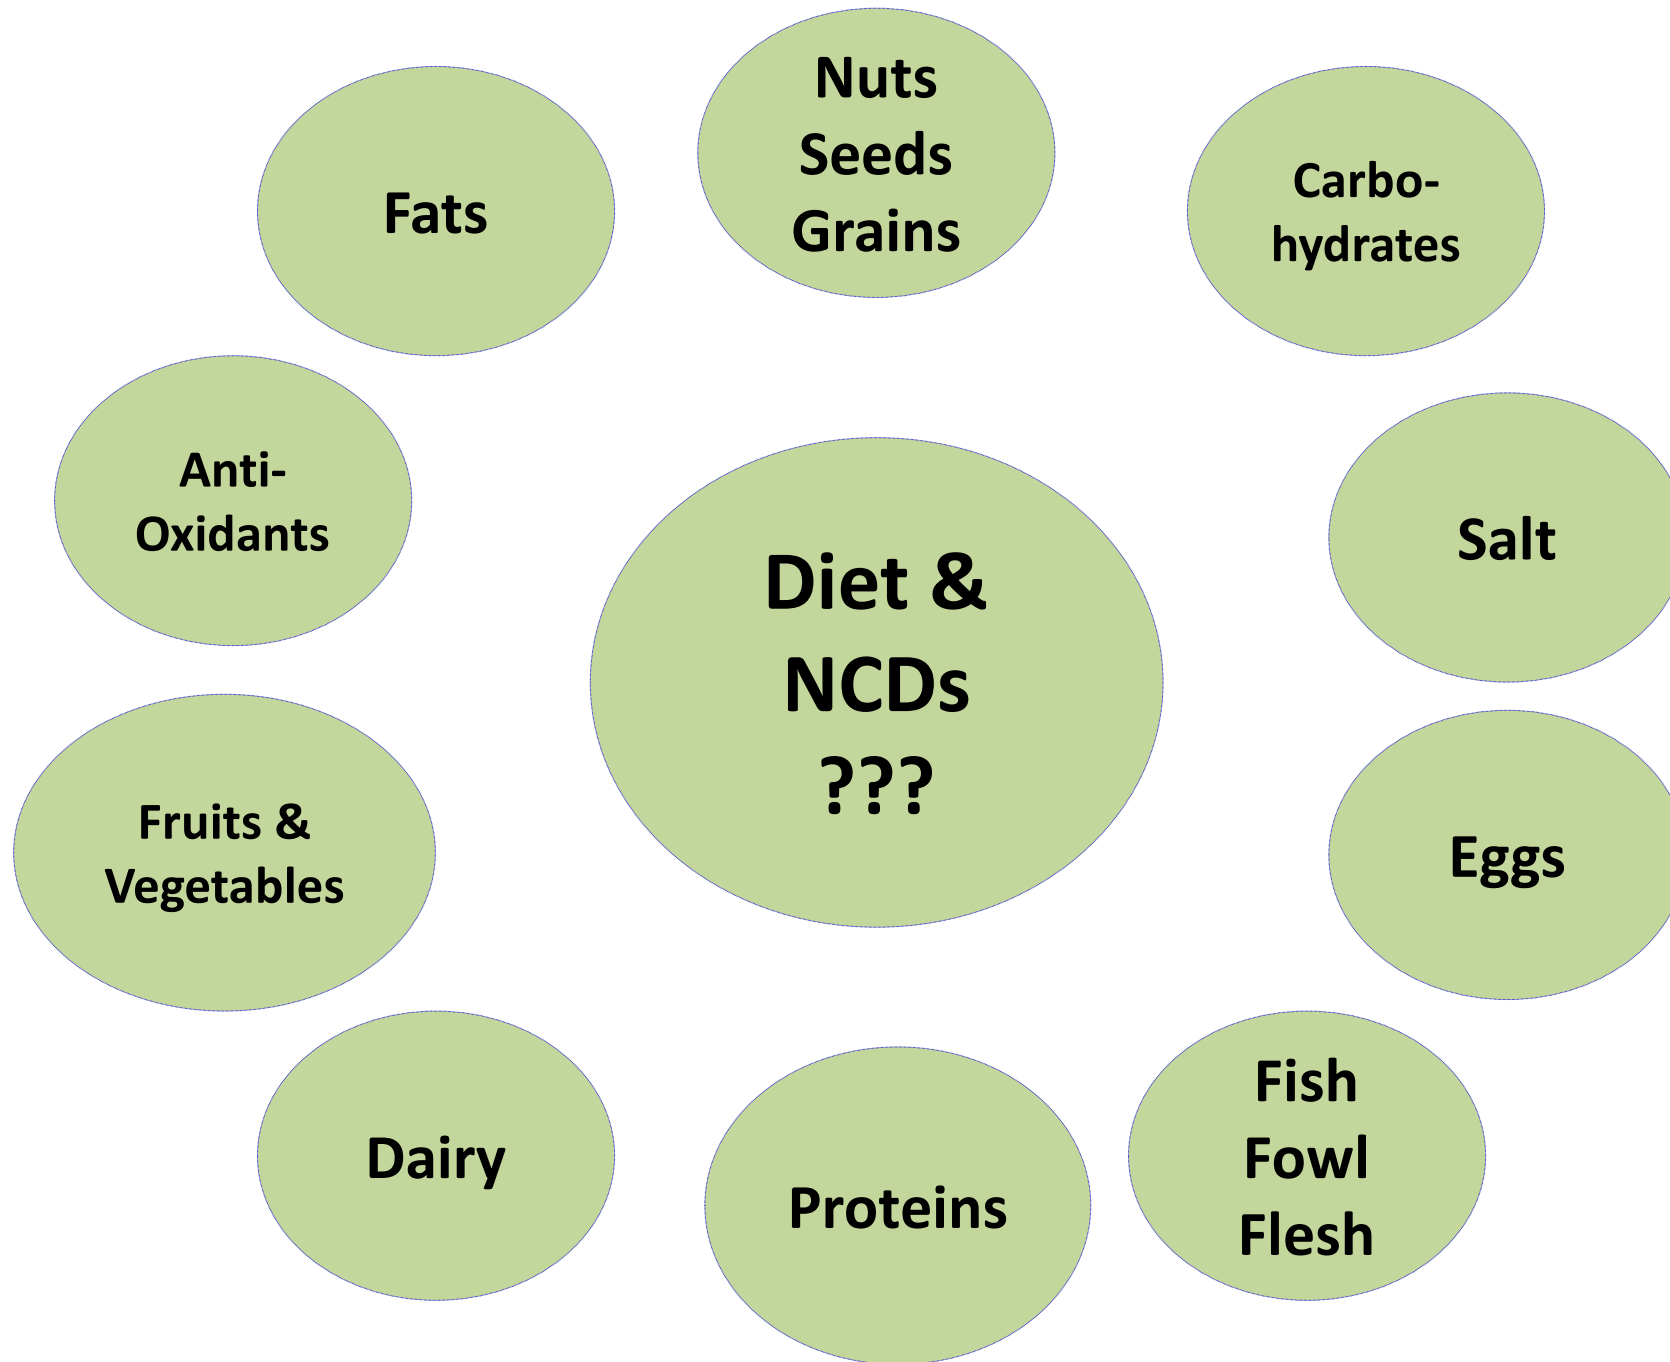 Nuts
Seeds
Grains
Fats
Carbo-
hydrates
Anti-
Oxidants
Salt
Diet &
NCDs
???
Fruits &
Vegetables
Eggs
Fish
Fowl
Flesh
Dairy
Proteins